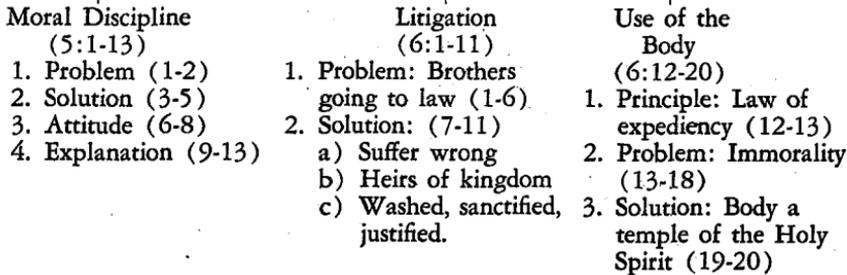 Moral Discipline
(5:1-13)
1. Problem (1-2)
2. Solution (3-5)
3. Attitude (6-8)
4. Explanation (9-13)
Litigation
(6:1-11)
1. Problem: Brothers
going to law (1-6)
2. Solution: (7-11)
a) Suffer wrong
b) Heirs of kingdom
c) Washed, sanctified,
justified.
Use of the
Body
(6:12-20)
1. Principle: Law of
expediency (12-13)
2. Problem: Immorality
(13-18)
3. Solution: Body a
temple of the Holy
Spirit (19-20)